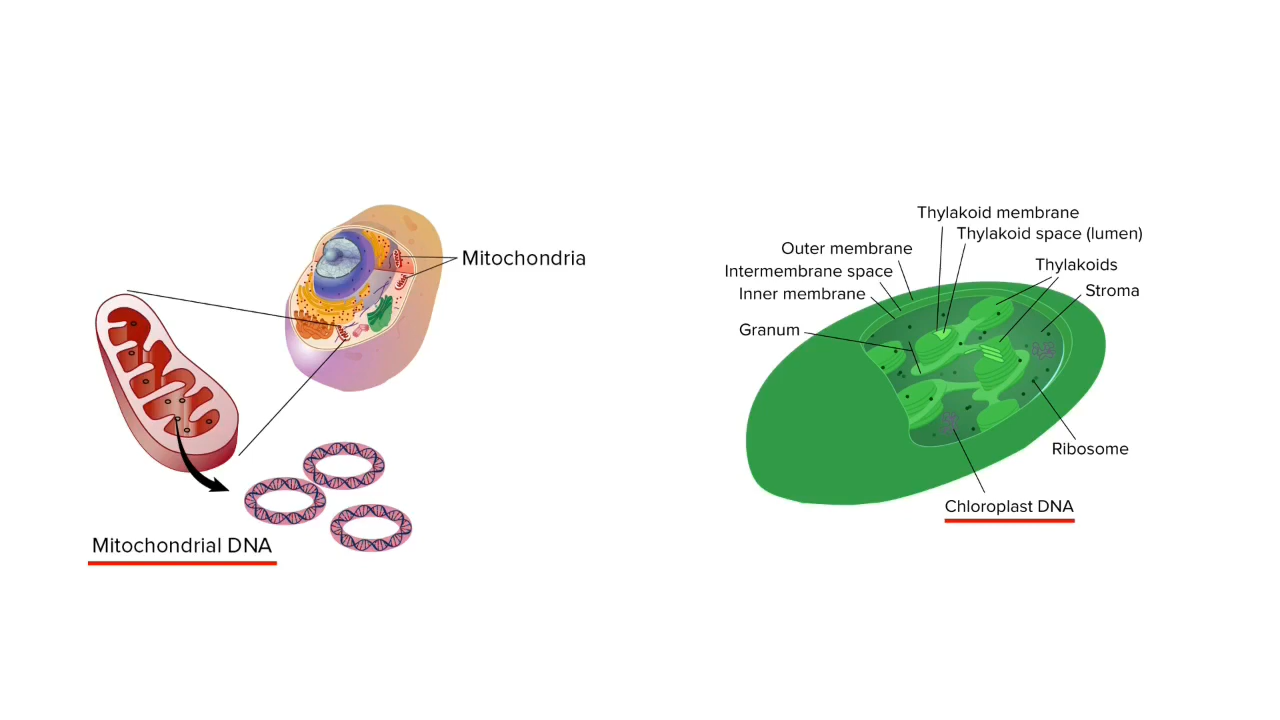 Mitochondria
Mitochondrial DNA
Thylakoid membrane
Thylakoid space (lumen)
Outer membrane
Intermembrane space
Thylakoids
Inner membrane
Stroma
Granum
Ribosome
Chloroplast DNA